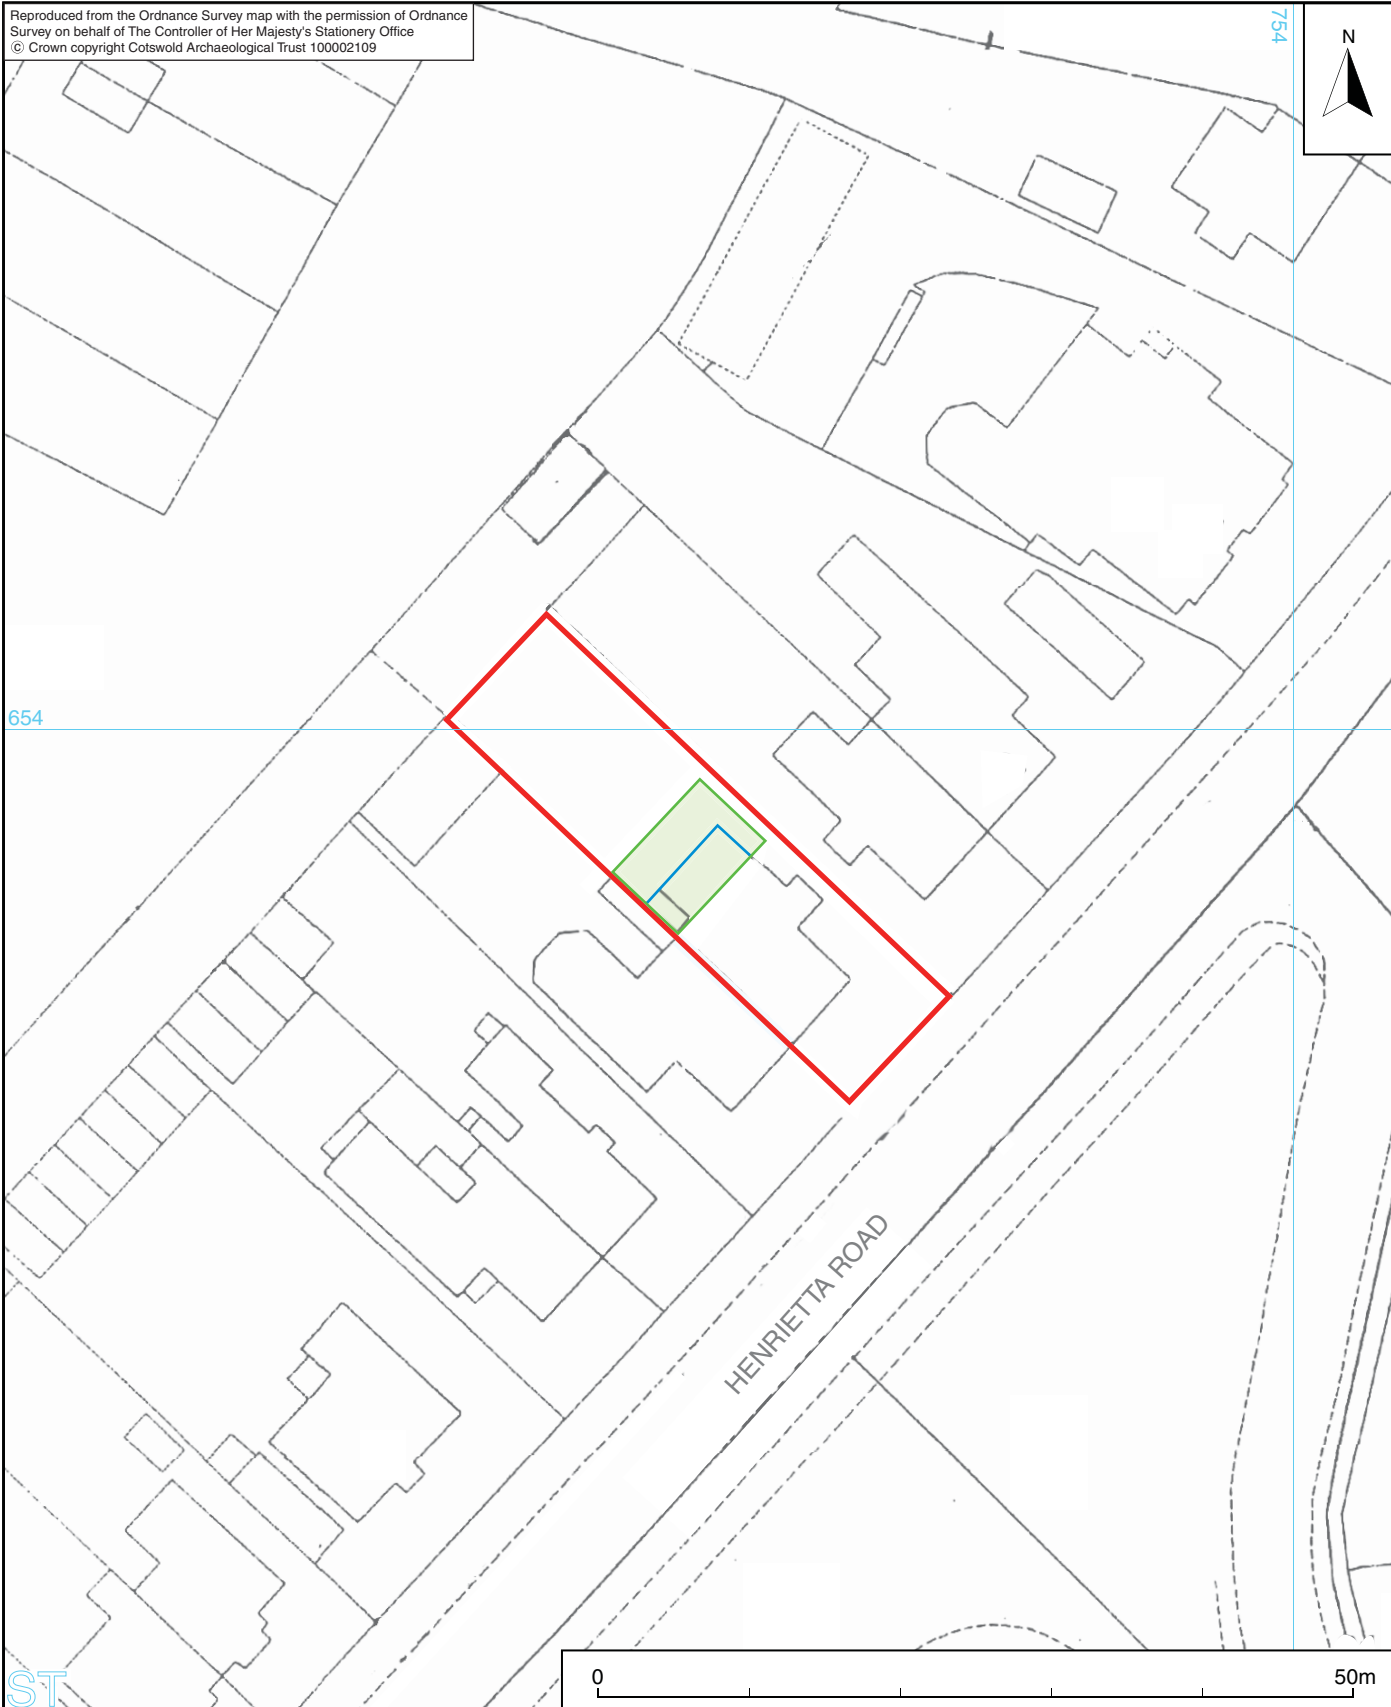 Reproduced from the Ordnance Survey map with the permission of Ordnance
Survey on behalf of The Controller of Her Majesty's Stationery Office
© Crown copyright Cotswold Archaeological Trust 100002109
754
N
654
HENRIETTA ROAD
ST
0
50m